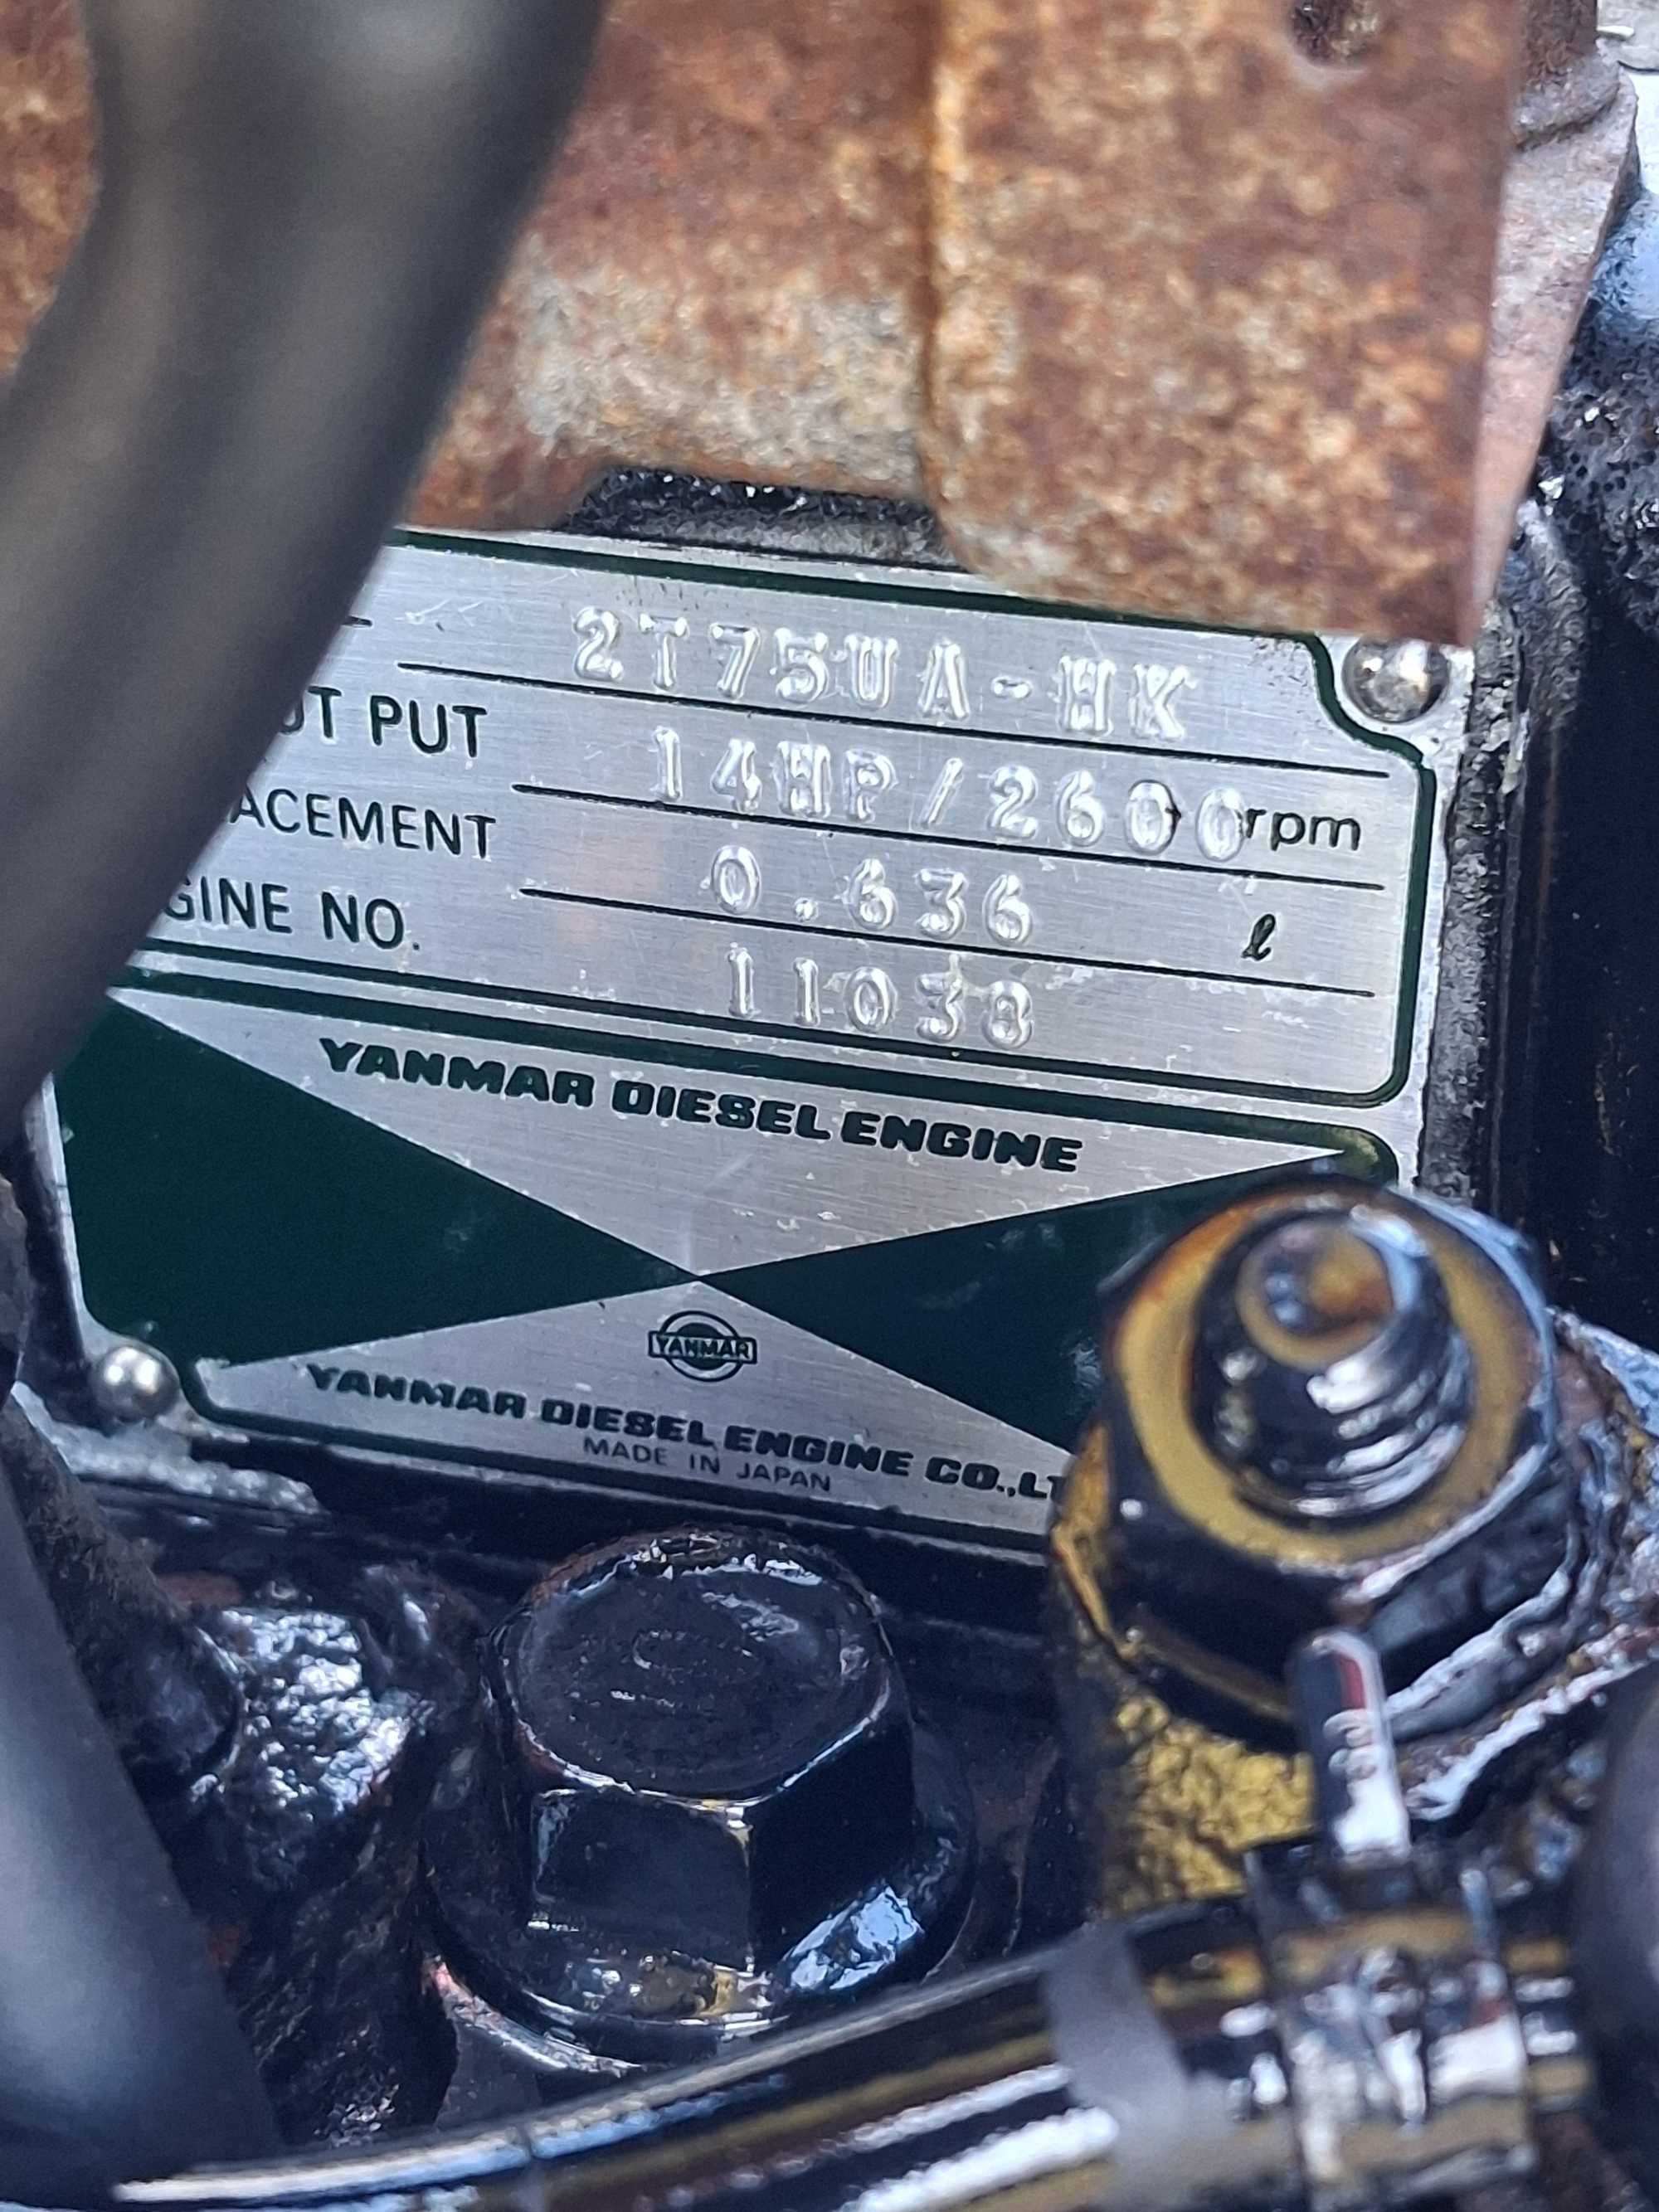 2T75UA-HK
OUT PUT 14HP/2600 rpm
ACEMENT 0.636 ℓ
GINE NO. 11038
YANMAR DIESEL ENGINE
YANMAR
YANMAR DIESEL ENGINE CO.,LT
MADE IN JAPAN